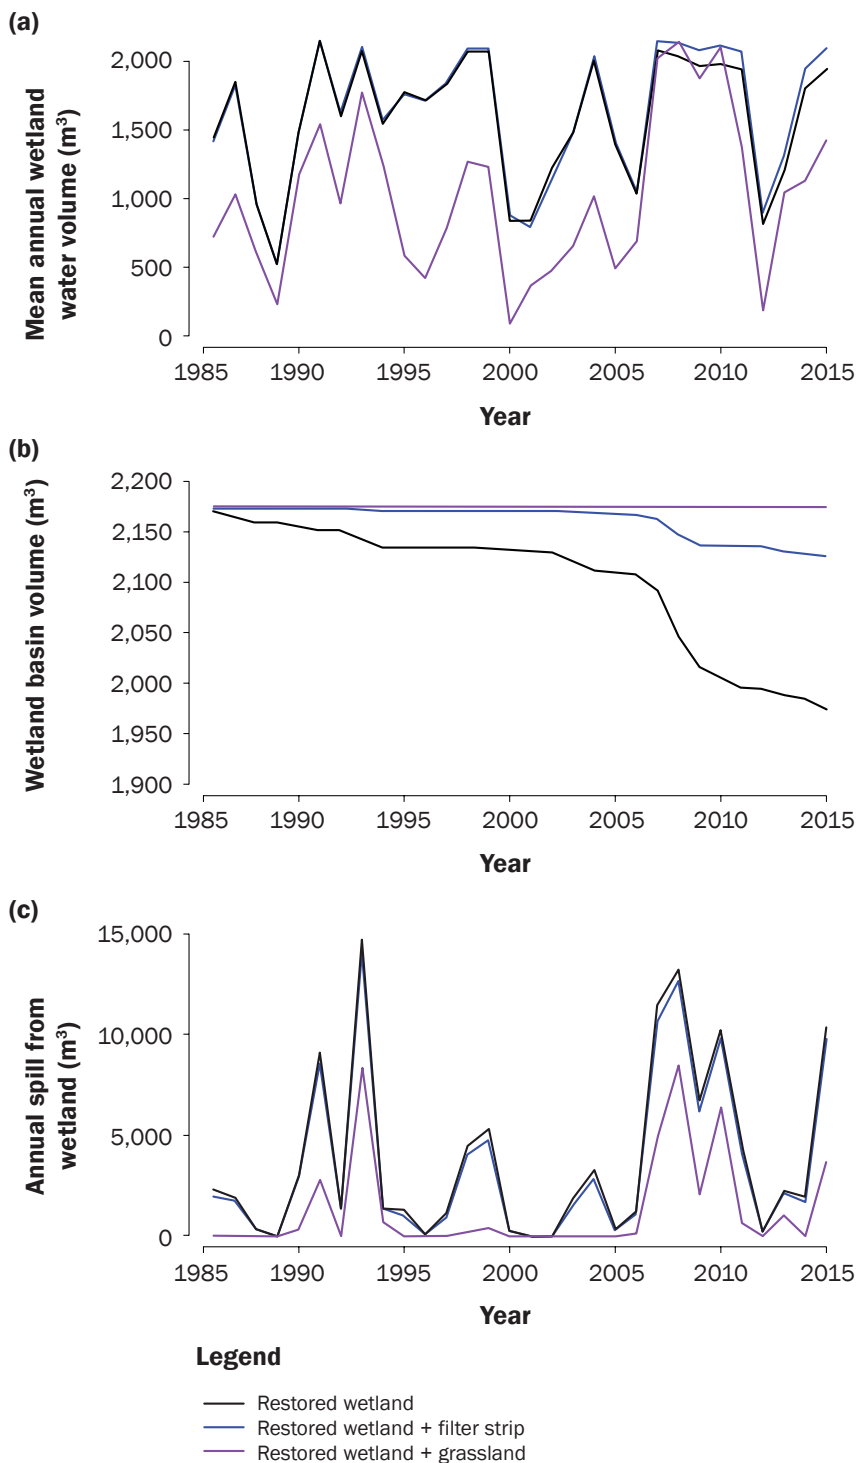 (a)
Mean annual wetland
water volume (m³)
2,000
1,500
1,000
500
0
1985 1990 1995 2000 2005 2010 2015
Year
(b)
Wetland basin volume (m³)
2,200
2,150
2,100
2,050
2,000
1,950
1,900
1985 1990 1995 2000 2005 2010 2015
Year
(c)
Annual spill from
wetland (m³)
15,000
10,000
5,000
0
1985 1990 1995 2000 2005 2010 2015
Year
Legend
Restored wetland
Restored wetland + filter strip
Restored wetland + grassland